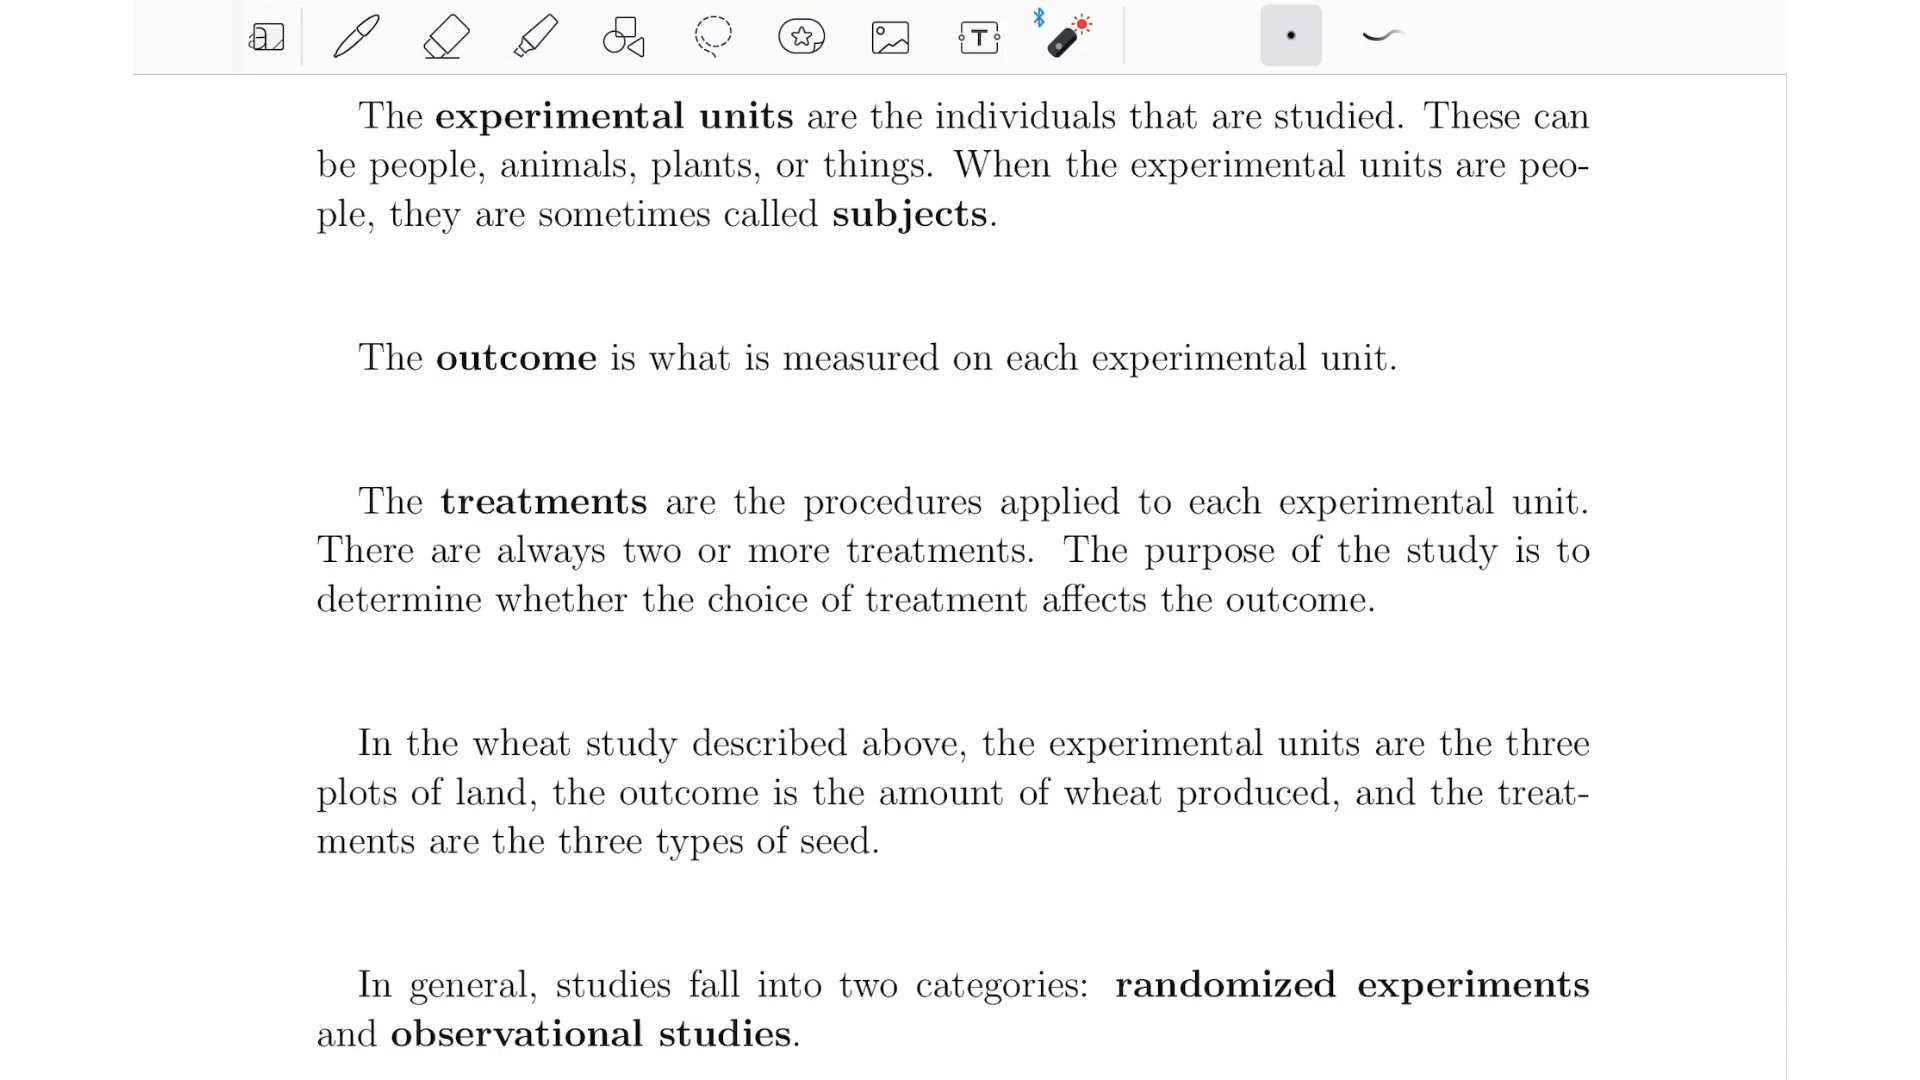 The experimental units are the individuals that are studied. These can
be people, animals, plants, or things. When the experimental units are peo-
ple, they are sometimes called subjects.
The outcome is what is measured on each experimental unit.
The treatments are the procedures applied to each experimental unit.
There are always two or more treatments. The purpose of the study is to
determine whether the choice of treatment affects the outcome.
In the wheat study described above, the experimental units are the three
plots of land, the outcome is the amount of wheat produced, and the treat-
ments are the three types of seed.
In general, studies fall into two categories: randomized experiments
and observational studies.